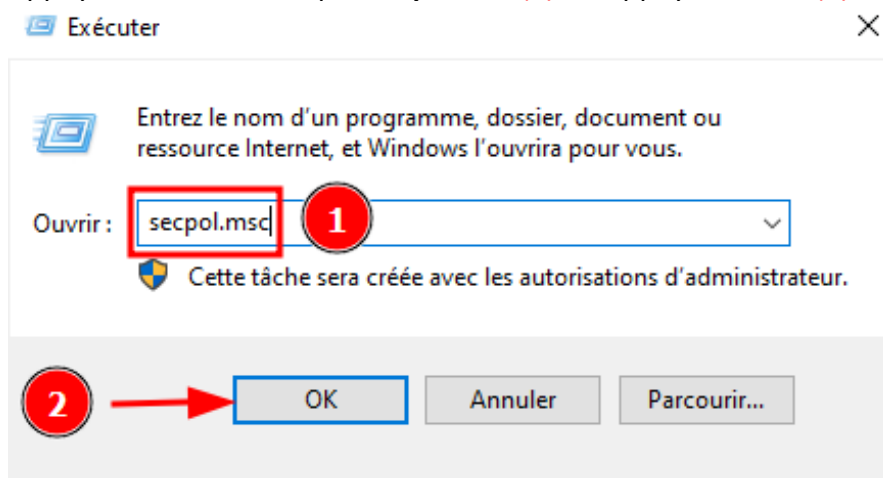 Exécuter
Entrez le nom d'un programme, dossier, document ou
ressource Internet, et Windows l'ouvrira pour vous.
Ouvrir :
secpol.msc
1
Cette tâche sera créée avec les autorisations d'administrateur.
2
OK
Annuler
Parcourir...